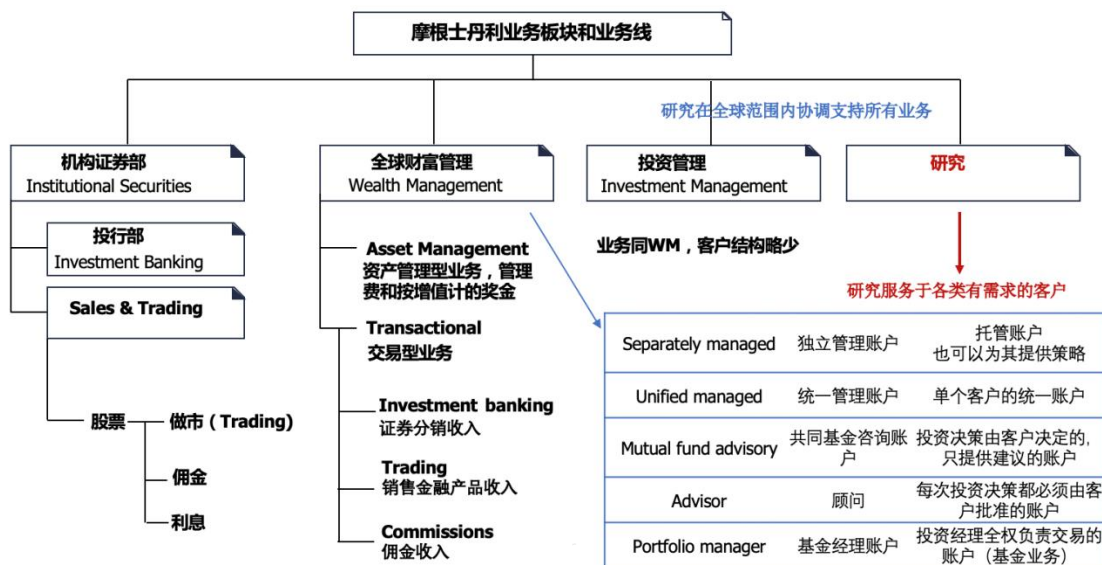 摩根士丹利业务板块和业务线
研究在全球范围内协调支持所有业务
机构证券部
Institutional Securities
投行部
Investment Banking
Sales & Trading
股票
做市（Trading）
佣金
利息
全球财富管理
Wealth Management
Asset Management
资产管理型业务，管理
费和按增值计的奖金
Transactional
交易型业务
Investment banking
证券分销收入
Trading
销售金融产品收入
Commissions
佣金收入
投资管理
Investment Management
业务同WM，客户结构略少
研究
研究服务于各类有需求的客户
Separately managed
独立管理账户
托管账户
也可以为其提供策略
Unified managed
统一管理账户
单个客户的统一账户
Mutual fund advisory
共同基金咨询账
户
投资决策由客户决定的，
只提供建议的账户
Advisor
顾问
每次投资决策都必须由客
户批准的账户
Portfolio manager
基金经理账户
投资经理全权负责交易的
账户（基金业务）